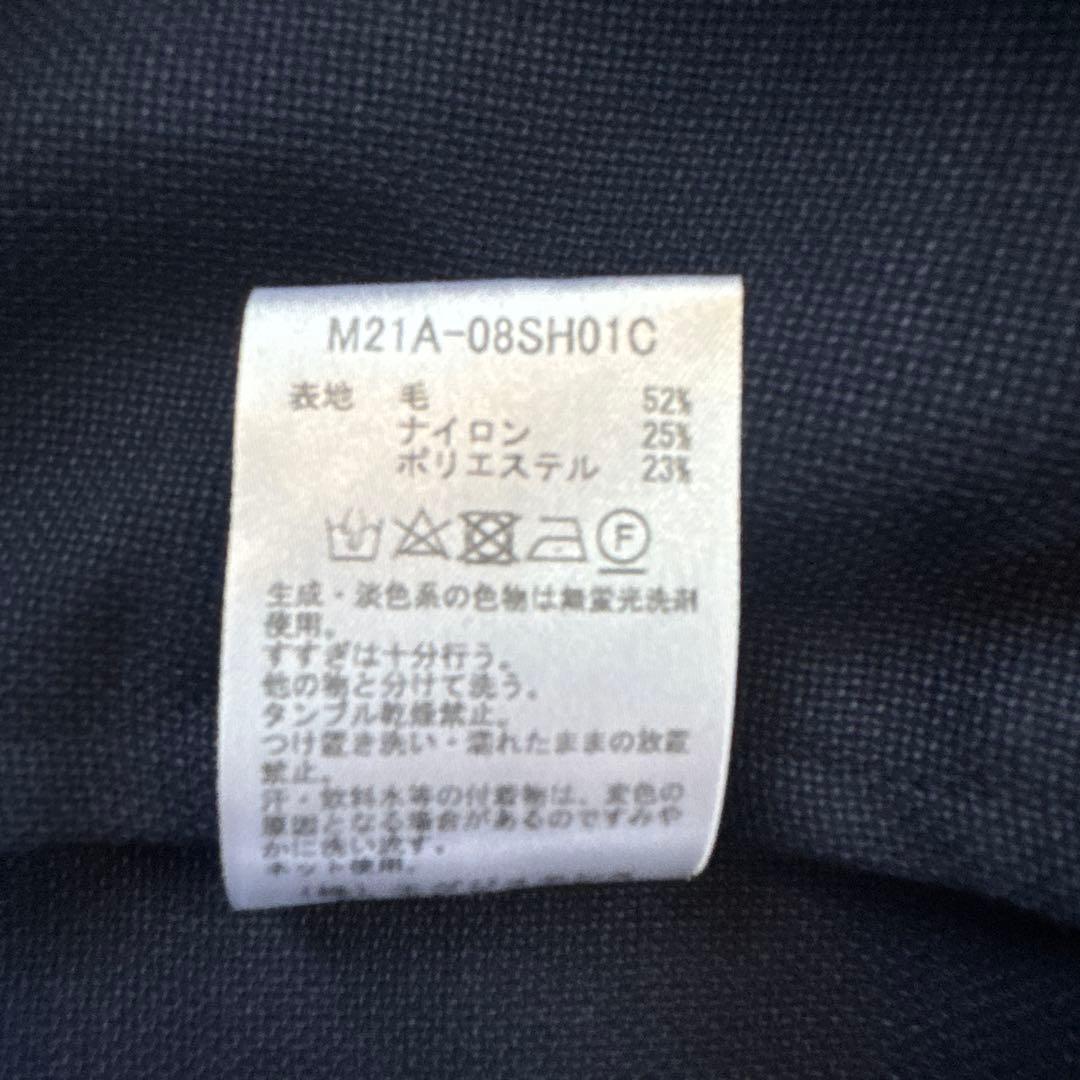 M21A-08SH01C
表地 毛 52%
ナイロン 25%
ポリエステル 23%
F
生成・淡色系の色物は無蛍光洗剤
使用。
すすぎは十分行う。
他の物と分けて洗う。
タンブル乾燥禁止。
つけ置き洗い・濡れたままの放置
禁止。
汗・飲料水等の付着物は、変色の
原因となる場合があるのですみや
かに洗い流す。
ネット使用。